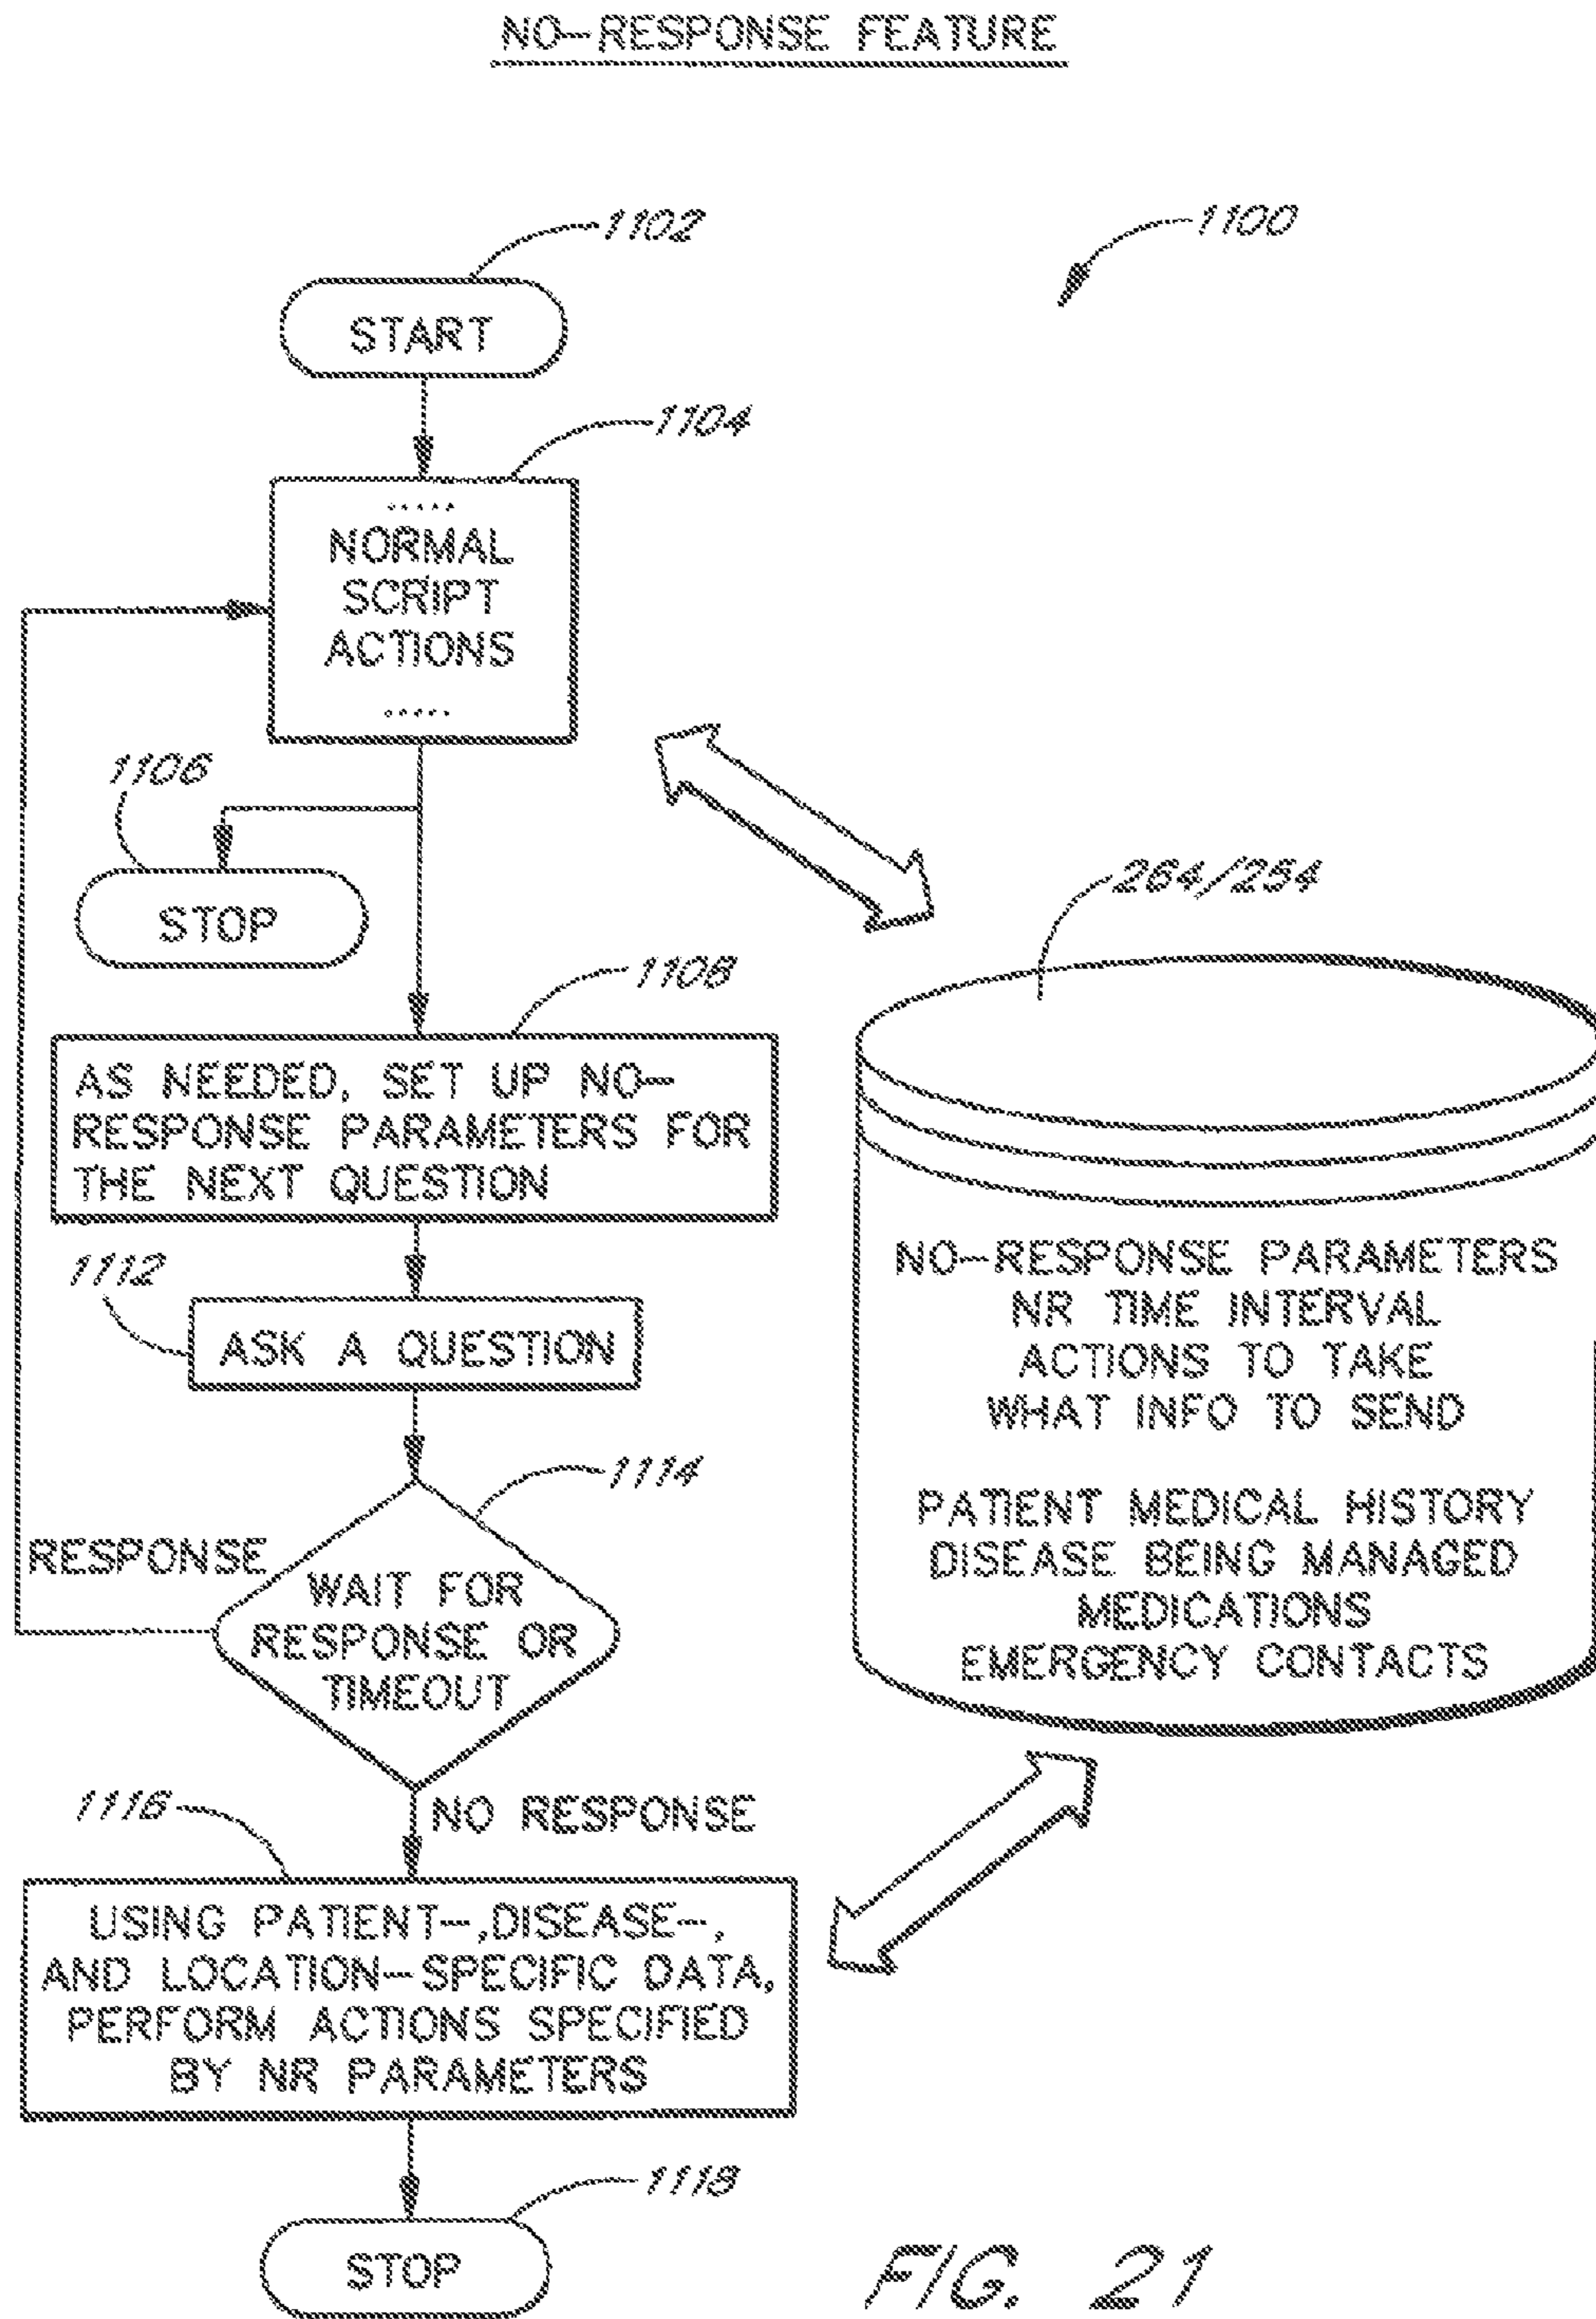 NO-RESPONSE FEATURE
1102
1100
START
1104
.....
NORMAL
SCRIPT
ACTIONS
.....
1106
STOP
264/254
1108
AS NEEDED, SET UP NO-
RESPONSE PARAMETERS FOR
THE NEXT QUESTION
1112
ASK A QUESTION
NO-RESPONSE PARAMETERS
NR TIME INTERVAL
ACTIONS TO TAKE
WHAT INFO TO SEND
PATIENT MEDICAL HISTORY
DISEASE BEING MANAGED
MEDICATIONS
EMERGENCY CONTACTS
1114
RESPONSE
WAIT FOR
RESPONSE OR
TIMEOUT
1116
NO RESPONSE
USING PATIENT-,DISEASE-,
AND LOCATION-SPECIFIC DATA,
PERFORM ACTIONS SPECIFIED
BY NR PARAMETERS
1118
STOP
FIG. 21